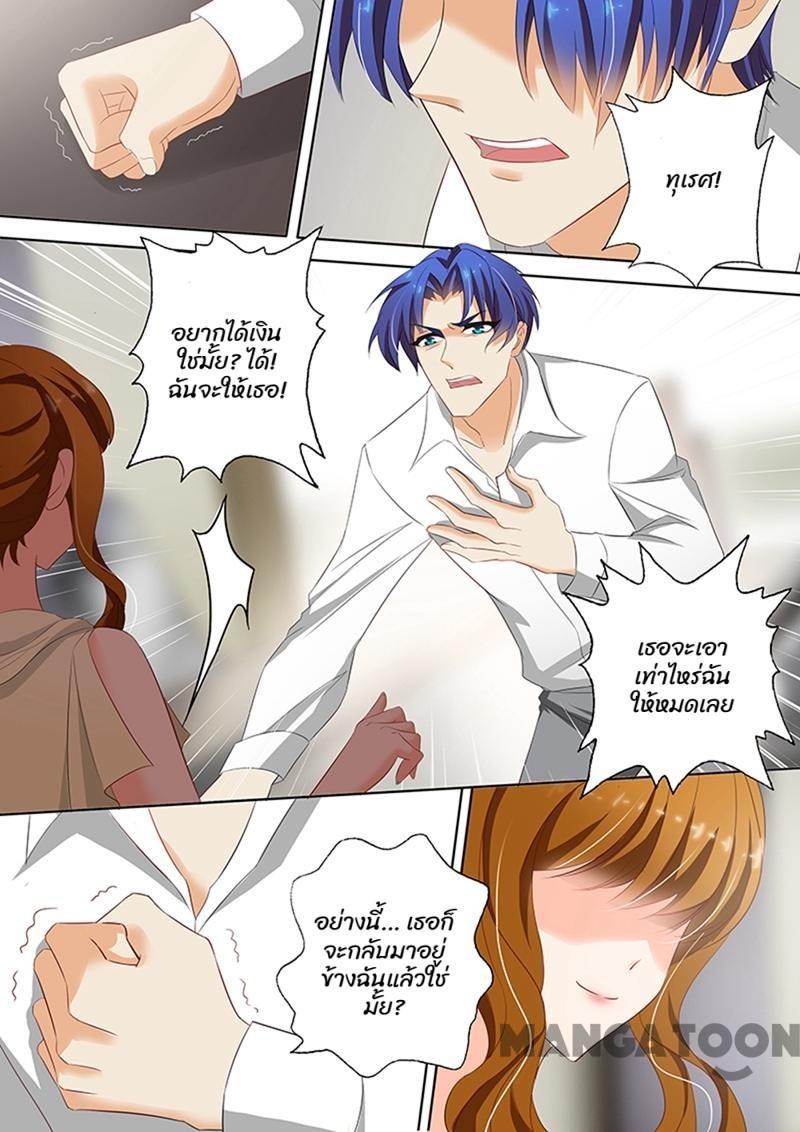 ทุเรศ!
อยากได้เงิน
ใช่มั้ย? ได้!
ฉันจะให้เธอ!
เธอจะเอา
เท่าไหร่ฉัน
ให้หมดเลย
อย่างนี้... เธอก็
จะกลับมาอยู่
ข้างฉันแล้วใช่
มั้ย?
MANGATOON